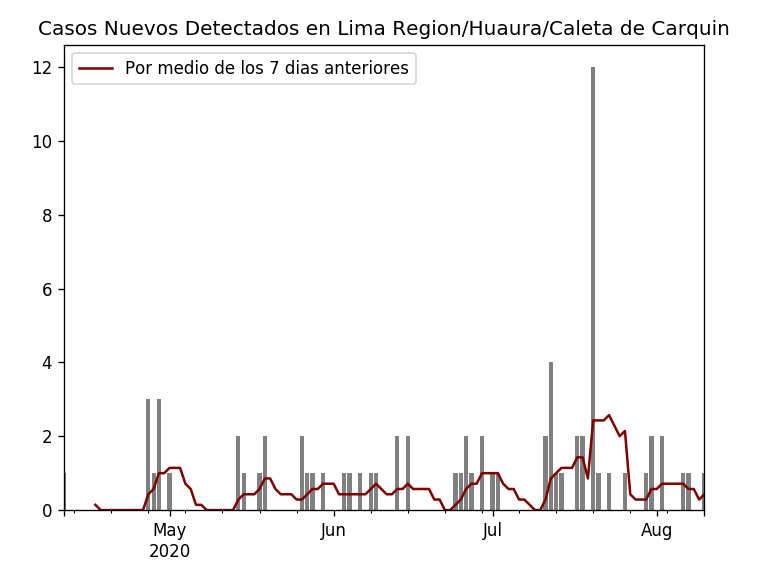 Casos Nuevos Detectados en Lima Region/Huaura/Caleta de Carquin
Por medio de los 7 dias anteriores
12
10
8
6
4
2
0
May Jun Jul Aug
2020